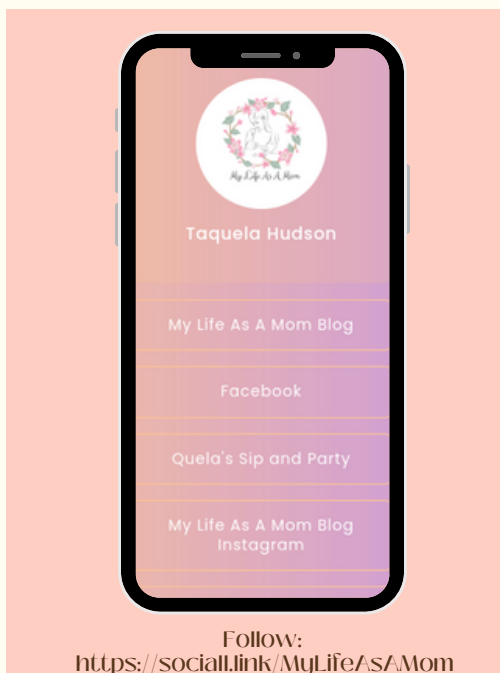 My Life As A Mom
Taquela Hudson
My Life As A Mom Blog
Facebook
Quela's Sip and Party
My Life As A Mom Blog
Instagram
Follow:
https://sociall.link/MyLifeAsAMom